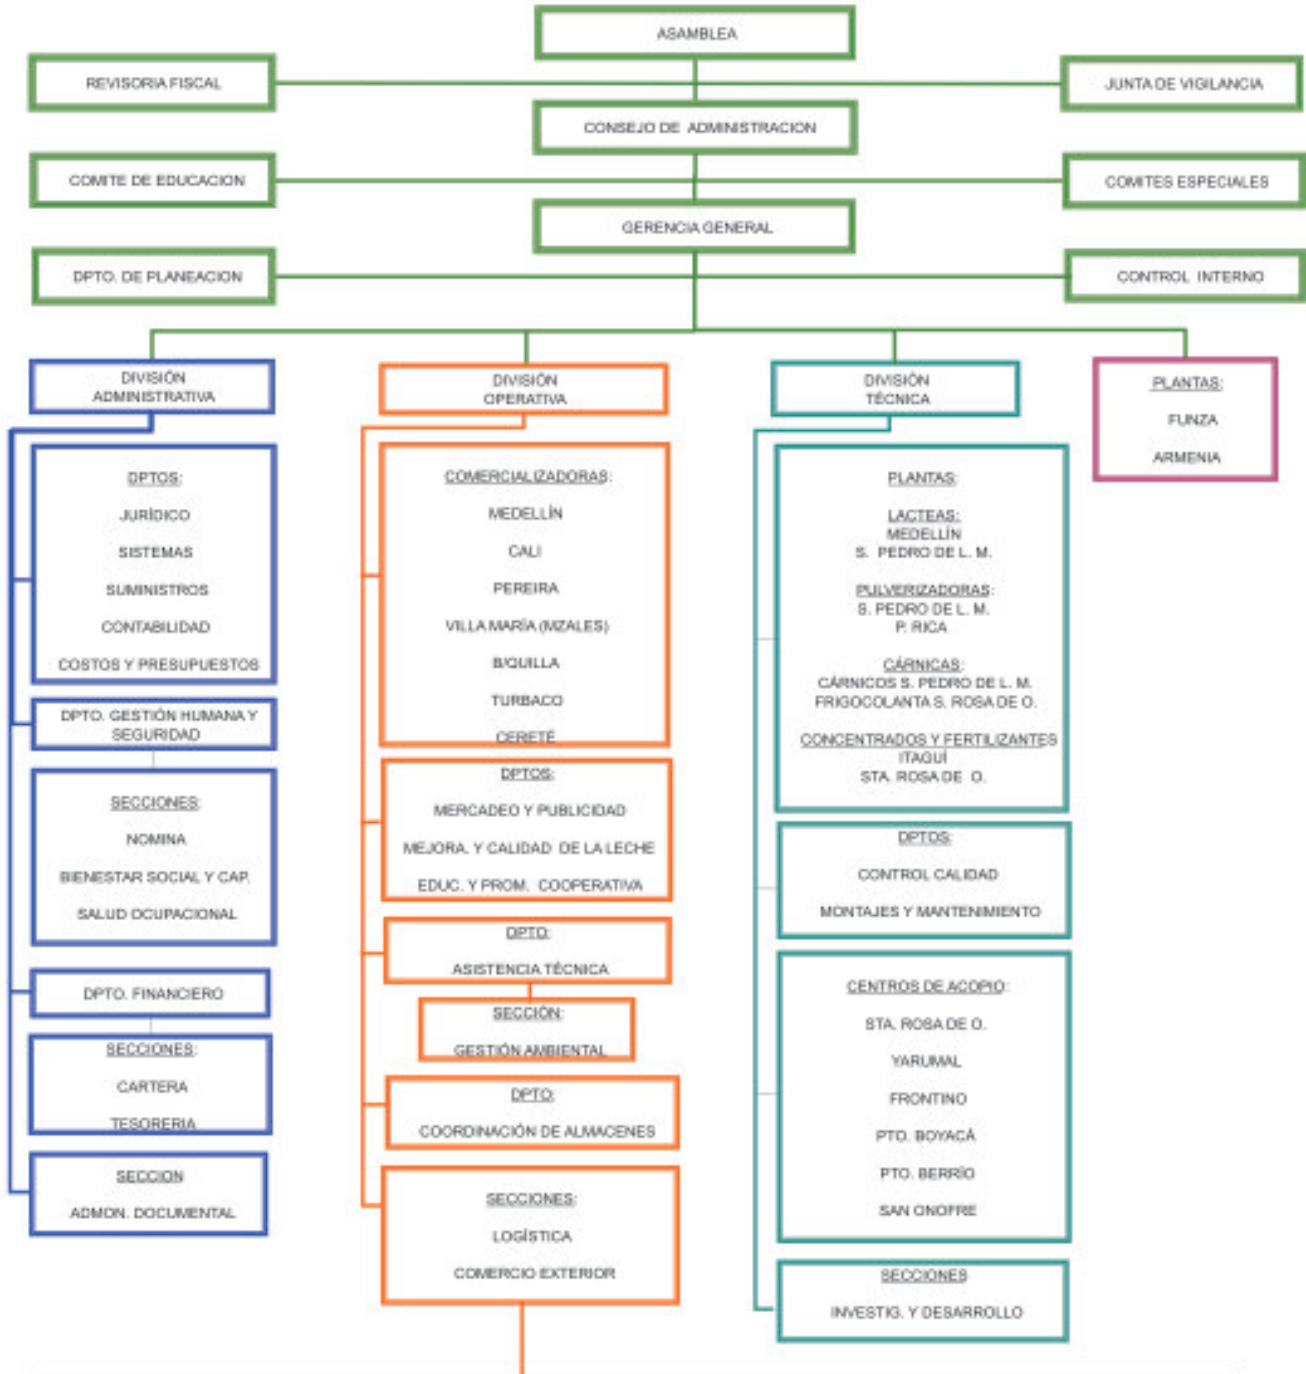 ASAMBLEA
REVISORIA FISCAL
JUNTA DE VIGILANCIA
CONSEJO DE ADMINISTRACION
COMITE DE EDUCACION
COMITES ESPECIALES
GERENCIA GENERAL
DPTO. DE PLANEACION
CONTROL INTERNO
DIVISIÓN
ADMINISTRATIVA
DPTOS:
JURÍDICO
SISTEMAS
SUMINISTROS
CONTABILIDAD
COSTOS Y PRESUPUESTOS
DPTO. GESTIÓN HUMANA Y
SEGURIDAD
SECCIONES:
NOMINA
BIENESTAR SOCIAL Y CAP.
SALUD OCUPACIONAL
DPTO. FINANCIERO
SECCIONES:
CARTERA
TESORERIA
SECCION
ADMON. DOCUMENTAL
DIVISIÓN
OPERATIVA
COMERCIALIZADORAS:
MEDELLÍN
CALI
PEREIRA
VILLA MARÍA (MZALES)
B/QUILLA
TURBACO
CERETÉ
DPTOS:
MERCADEO Y PUBLICIDAD
MEJORA. Y CALIDAD DE LA LECHE
EDUC. Y PROM. COOPERATIVA
DPTO:
ASISTENCIA TÉCNICA
SECCIÓN:
GESTIÓN AMBIENTAL
DPTO:
COORDINACIÓN DE ALMACENES
SECCIONES:
LOGÍSTICA
COMERCIO EXTERIOR
DIVISIÓN
TÉCNICA
PLANTAS:
LACTEAS:
MEDELLÍN
S. PEDRO DE L. M.
PULVERIZADORAS:
S. PEDRO DE L. M.
P. RICA
CÁRNICAS:
CÁRNICOS S. PEDRO DE L. M.
FRIGOCOLANTA S. ROSA DE O.
CONCENTRADOS Y FERTILIZANTES
ITAGUÍ
STA. ROSA DE O.
DPTOS:
CONTROL CALIDAD
MONTAJES Y MANTENIMIENTO
CENTROS DE ACOPIO:
STA. ROSA DE O.
YARUMAL
FRONTINO
PTO. BOYACÁ
PTO. BERRÍO
SAN ONOFRE
SECCIONES
INVESTIG. Y DESARROLLO
PLANTAS:
FUNZA
ARMENIA